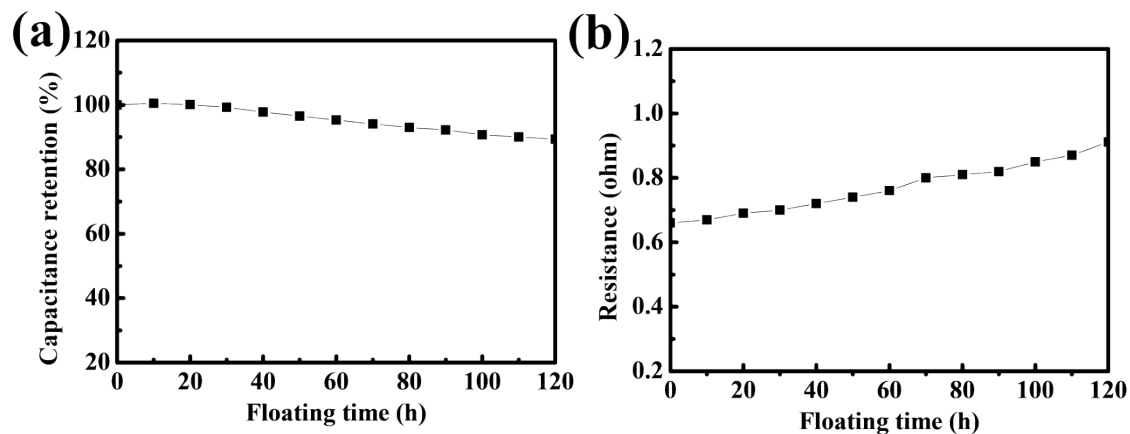 (a)
120
100
80
60
40
20
Capacitance retention (%)
0 20 40 60 80 100 120
Floating time (h)
(b)
1.2
1.0
0.8
0.6
0.4
0.2
Resistance (ohm)
0 20 40 60 80 100 120
Floating time (h)